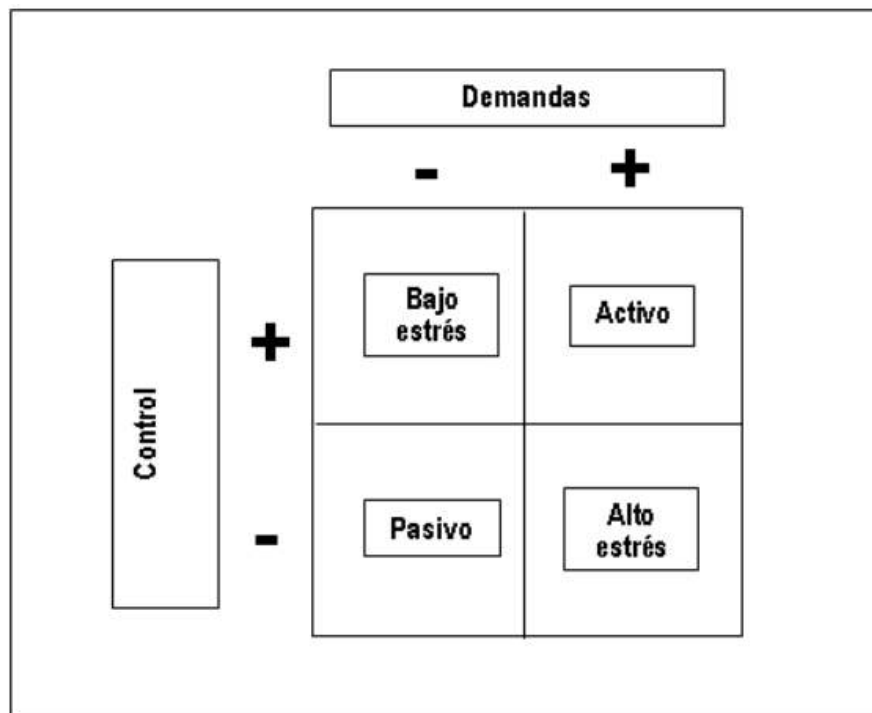 Demandas
- +
+
Bajo
estrés
Activo
Control
-
Pasivo
Alto
estrés